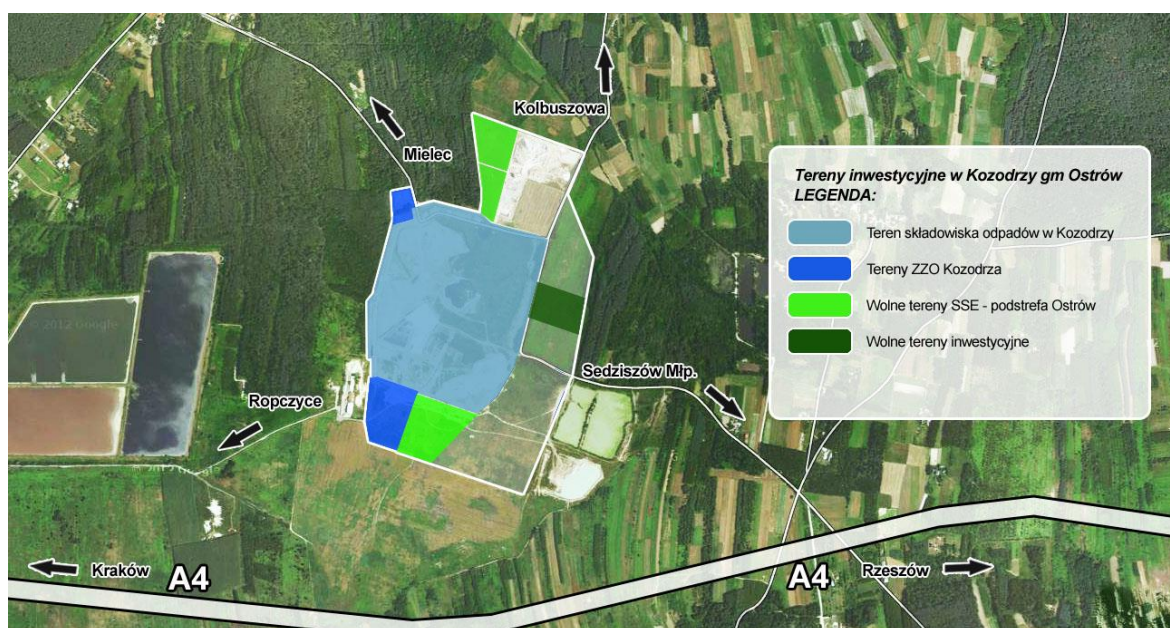 Kolbuszowa
Mielec
Tereny inwestycyjne w Kozodrzy gm Ostrów
LEGENDA:
Teren składowiska odpadów w Kozodrzy
Tereny ZZO Kozodrza
Wolne tereny SSE - podstrefa Ostrów
Wolne tereny inwestycyjne
© 2012 Google
Sedziszów Młp.
Ropczyce
Kraków
A4
A4
Rzeszów